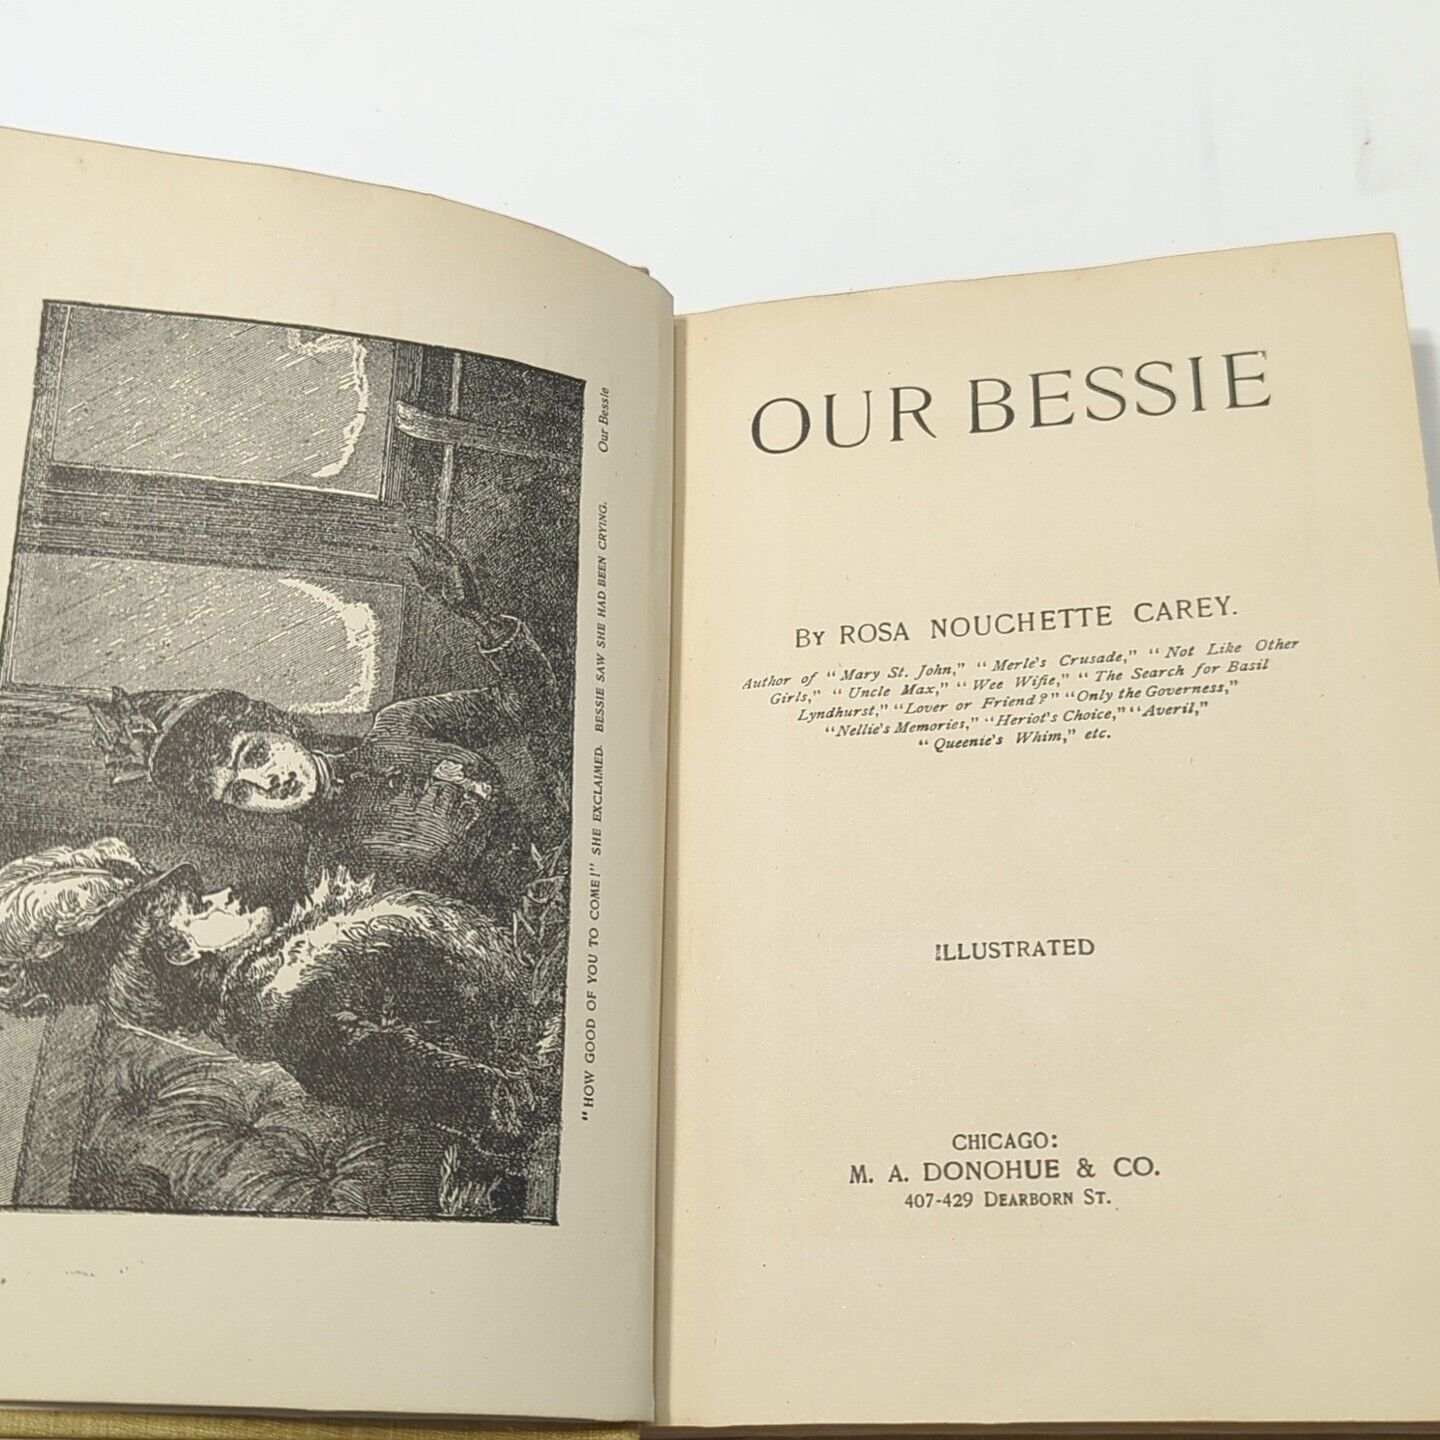 "HOW GOOD OF YOU TO COME!" SHE EXCLAIMED. BESSIE SAW SHE HAD BEEN CRYING. Our Bessie
OUR BESSIE
BY ROSA NOUCHETTE CAREY.
Author of "Mary St. John," "Merle's Crusade," "Not Like Other
Girls," "Uncle Max," "Wee Wifie," "The Search for Basil
Lyndhurst," "Lover or Friend?" "Only the Governess,"
"Nellie's Memories," "Heriot's Choice," "Averil,"
"Queenie's Whim," etc.
ILLUSTRATED
CHICAGO:
M. A. DONOHUE & CO.
407-429 DEARBORN ST.